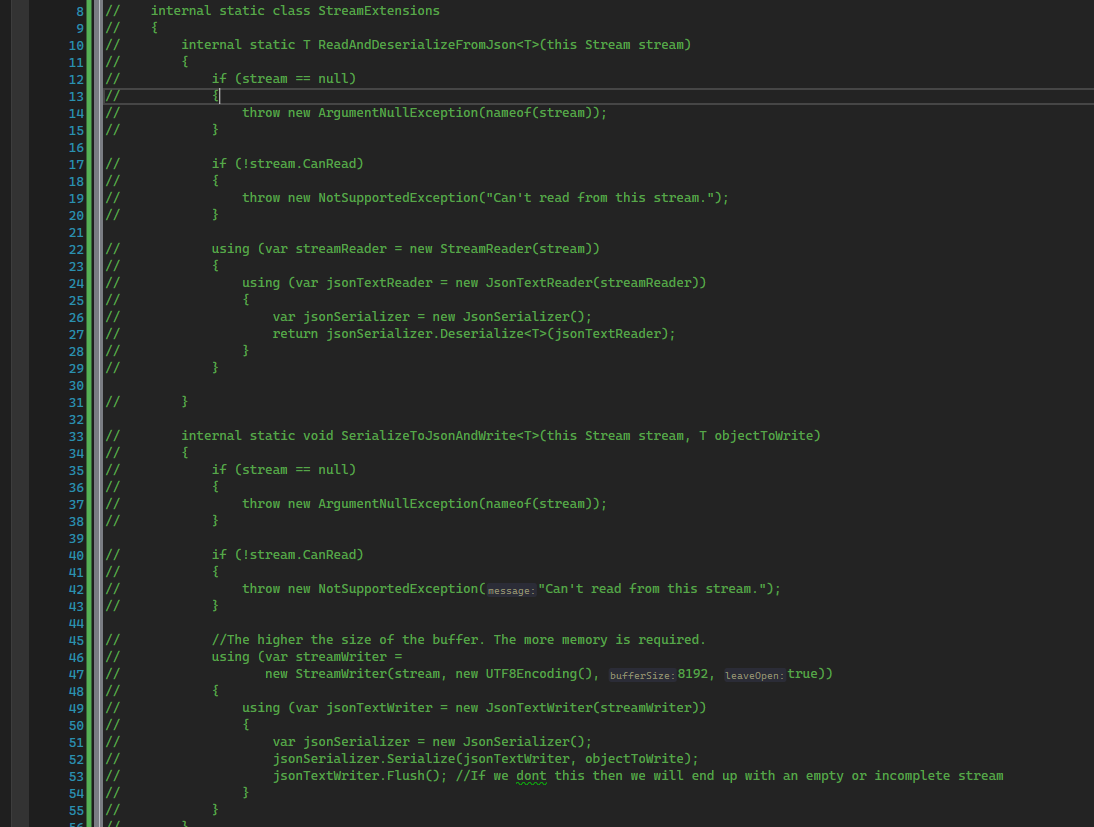 8 //    internal static class StreamExtensions
9 //    {
10 //        internal static T ReadAndDeserializeFromJson<T>(this Stream stream)
11 //        {
12 //            if (stream == null)
13 //            {
14 //                throw new ArgumentNullException(nameof(stream));
15 //            }
16
17 //            if (!stream.CanRead)
18 //            {
19 //                throw new NotSupportedException("Can't read from this stream.");
20 //            }
21
22 //            using (var streamReader = new StreamReader(stream))
23 //            {
24 //                using (var jsonTextReader = new JsonTextReader(streamReader))
25 //                {
26 //                    var jsonSerializer = new JsonSerializer();
27 //                    return jsonSerializer.Deserialize<T>(jsonTextReader);
28 //                }
29 //            }
30
31 //        }
32
33 //        internal static void SerializeToJsonAndWrite<T>(this Stream stream, T objectToWrite)
34 //        {
35 //            if (stream == null)
36 //            {
37 //                throw new ArgumentNullException(nameof(stream));
38 //            }
39
40 //            if (!stream.CanRead)
41 //            {
42 //                throw new NotSupportedException(message:"Can't read from this stream.");
43 //            }
44
45 //            //The higher the size of the buffer. The more memory is required.
46 //            using (var streamWriter =
47 //                   new StreamWriter(stream, new UTF8Encoding(), bufferSize:8192, leaveOpen:true))
48 //            {
49 //                using (var jsonTextWriter = new JsonTextWriter(streamWriter))
50 //                {
51 //                    var jsonSerializer = new JsonSerializer();
52 //                    jsonSerializer.Serialize(jsonTextWriter, objectToWrite);
53 //                    jsonTextWriter.Flush(); //If we dont this then we will end up with an empty or incomplete stream
54 //                }
55 //            }
56 //        }